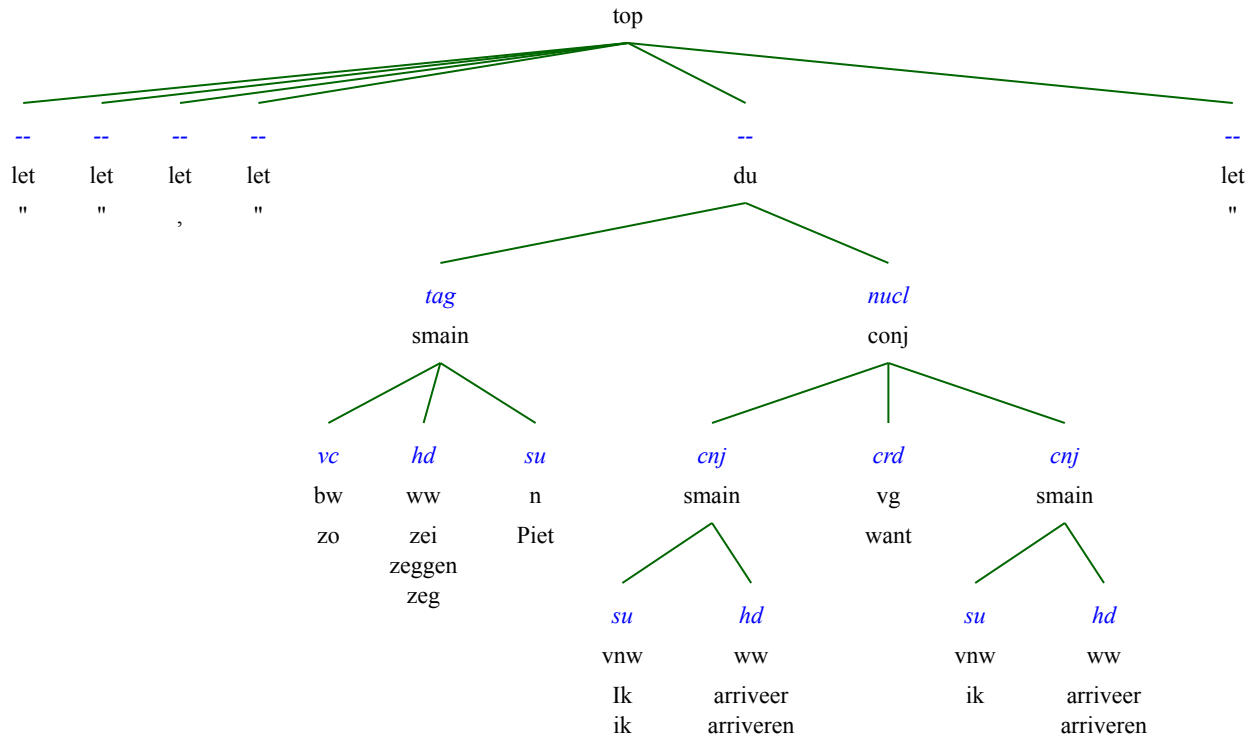 top
-- -- -- -- -- --
let let let let du let
" " , " "
tag nucl
smain conj
vc hd su cnj crd cnj
bw ww n smain vg smain
zo zei Piet want
zeggen
zeg
su hd su hd
vnw ww vnw ww
Ik arriveer ik arriveer
ik arriveren arriveren